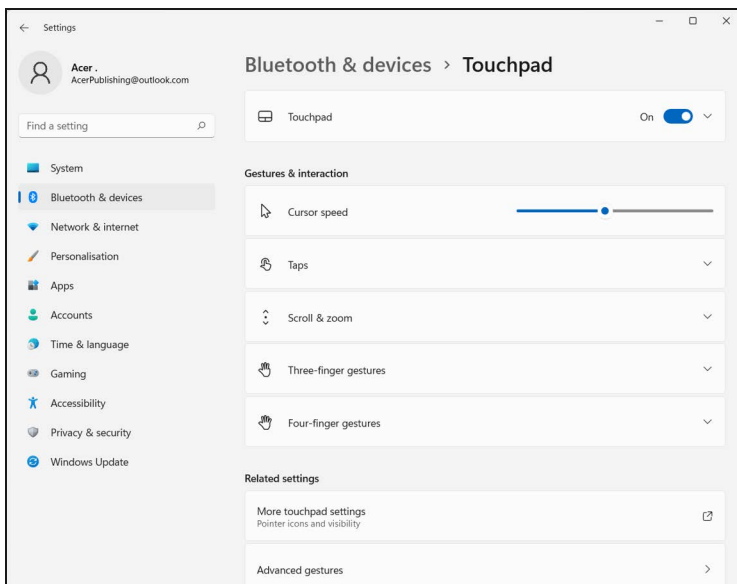 Settings
Acer .
AcerPublishing@outlook.com
Find a setting
System
Bluetooth & devices
Network & internet
Personalisation
Apps
Accounts
Time & language
Gaming
Accessibility
Privacy & security
Windows Update
Bluetooth & devices > Touchpad
Touchpad On
Gestures & interaction
Cursor speed
Taps
Scroll & zoom
Three-finger gestures
Four-finger gestures
Related settings
More touchpad settings
Pointer icons and visibility
Advanced gestures